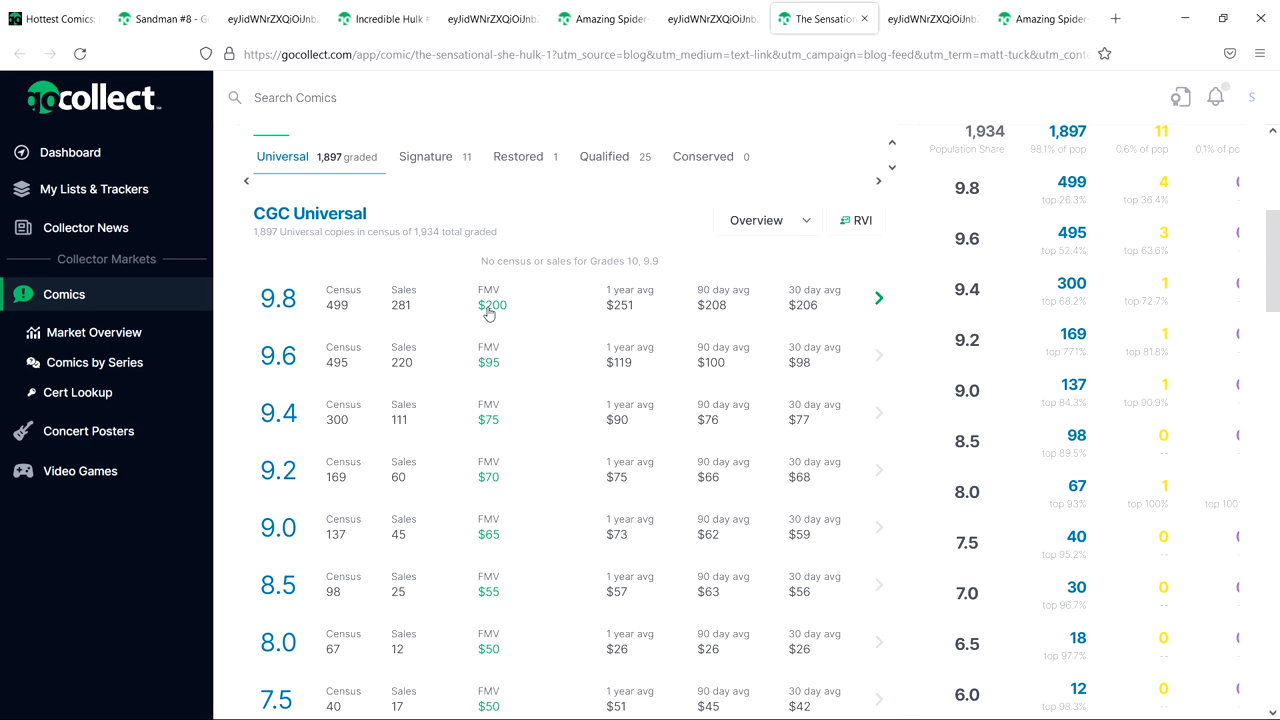 Hottest Comics:
Sandman #8 - G
eyJidWNrZXQiOiJnb
Incredible Hulk
eyJidWNrZXQiOiJnb
Amazing Spider-
eyJidWNrZXQiOiJnb
The Sensation
eyJidWNrZXQiOiJnb
Amazing Spider-
https://gocollect.com/app/comic/the-sensational-she-hulk-1?utm_source=blog&utm_medium=text-link&utm_campaign=blog-feed&utm_term=matt-tuck&utm_cont
gocollect
Search Comics
S
Dashboard
My Lists & Trackers
Collector News
Collector Markets
Comics
Market Overview
Comics by Series
Cert Lookup
Concert Posters
Video Games
Universal 1,897 graded Signature 11 Restored 1 Qualified 25 Conserved 0
CGC Universal
1,897 Universal copies in census of 1,934 total graded
Overview
RVI
No census or sales for Grades 10, 9.9
9.8 Census Sales FMV 1 year avg 90 day avg 30 day avg
499 281 $200 $251 $208 $206
9.6 Census Sales FMV 1 year avg 90 day avg 30 day avg
495 220 $95 $119 $100 $98
9.4 Census Sales FMV 1 year avg 90 day avg 30 day avg
300 111 $75 $90 $76 $77
9.2 Census Sales FMV 1 year avg 90 day avg 30 day avg
169 60 $70 $75 $66 $68
9.0 Census Sales FMV 1 year avg 90 day avg 30 day avg
137 45 $65 $73 $62 $59
8.5 Census Sales FMV 1 year avg 90 day avg 30 day avg
98 25 $55 $57 $63 $56
8.0 Census Sales FMV 1 year avg 90 day avg 30 day avg
67 12 $50 $26 $26 $26
7.5 Census Sales FMV 1 year avg 90 day avg 30 day avg
40 17 $50 $51 $45 $42
1,934 1,897 11
Population Share 98.1% of pop 0.6% of pop 0.1% of po
9.8 499 4
top 26.3% top 36.4%
9.6 495 3
top 52.4% top 63.6%
9.4 300 1
top 68.2% top 72.7%
9.2 169 1
top 77.1% top 81.8%
9.0 137 1
top 84.3% top 90.9%
8.5 98 0
top 89.5% --
8.0 67 1
top 93% top 100% top 100
7.5 40 0
top 95.2% --
7.0 30 0
top 96.7% --
6.5 18 0
top 97.7% --
6.0 12 0
top 98.3% --